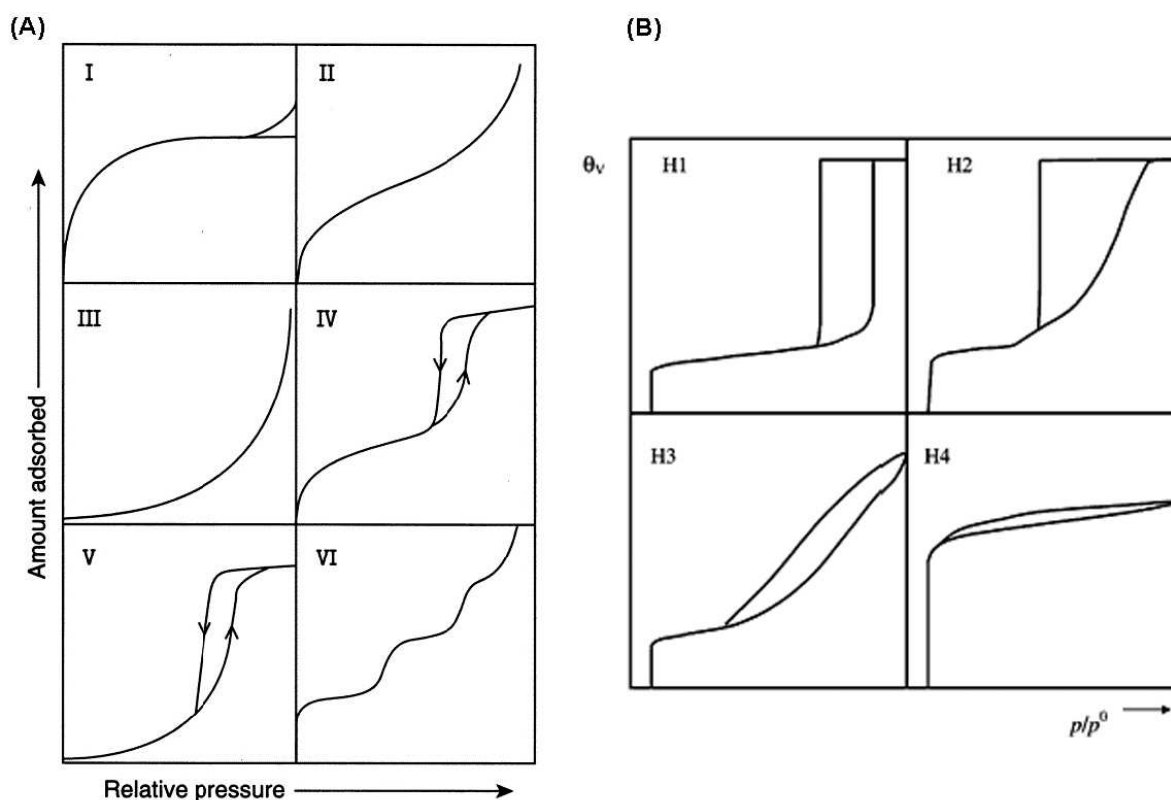 (A)
I
II
III
IV
V
VI
Amount adsorbed
Relative pressure
(B)
θv
H1
H2
H3
H4
p/p⁰